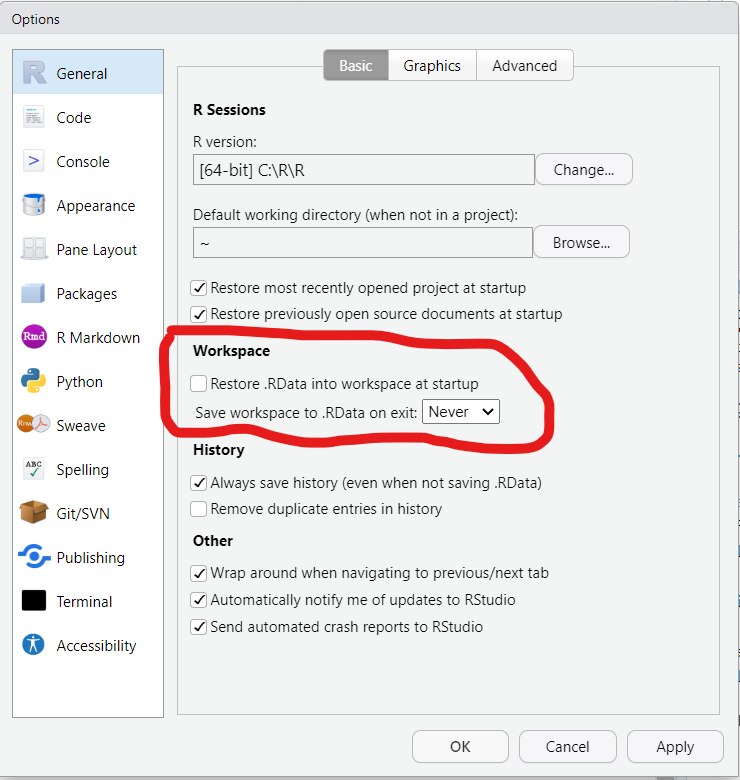 Options
General
Code
Console
Appearance
Pane Layout
Packages
Rmd R Markdown
Python
Sweave
ABC Spelling
Git/SVN
Publishing
Terminal
Accessibility
Basic Graphics Advanced
R Sessions
R version:
[64-bit] C:\R\R Change...
Default working directory (when not in a project):
~ Browse...
Restore most recently opened project at startup
Restore previously open source documents at startup
Workspace
Restore .RData into workspace at startup
Save workspace to .RData on exit: Never
History
Always save history (even when not saving .RData)
Remove duplicate entries in history
Other
Wrap around when navigating to previous/next tab
Automatically notify me of updates to RStudio
Send automated crash reports to RStudio
OK Cancel Apply